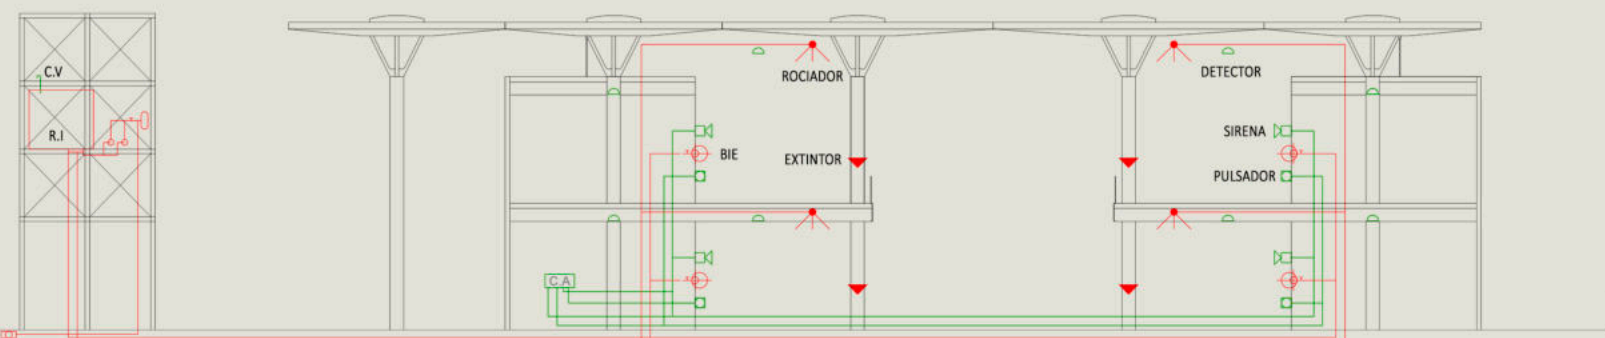 C.V
R.I
ROCIADOR
DETECTOR
SIRENA
BIE
EXTINTOR
PULSADOR
C.A